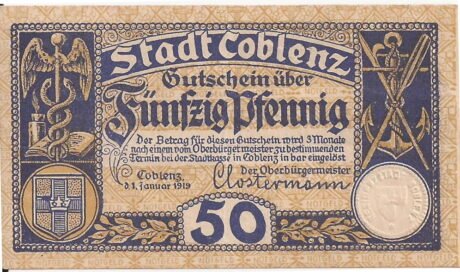 Stadt Coblenz
Gutschein über
Fünfzig Pfennig
Der Betrag für diesen Gutschein wird 3 Monate
nach einem vom Oberbürgermeister zu bestimmenden
Termin bei der Stadtkasse in Coblenz in bar eingelöst
Coblenz,
d. 1. Januar 1919
Der Oberbürgermeister
Clostermann
50
NOTGELD